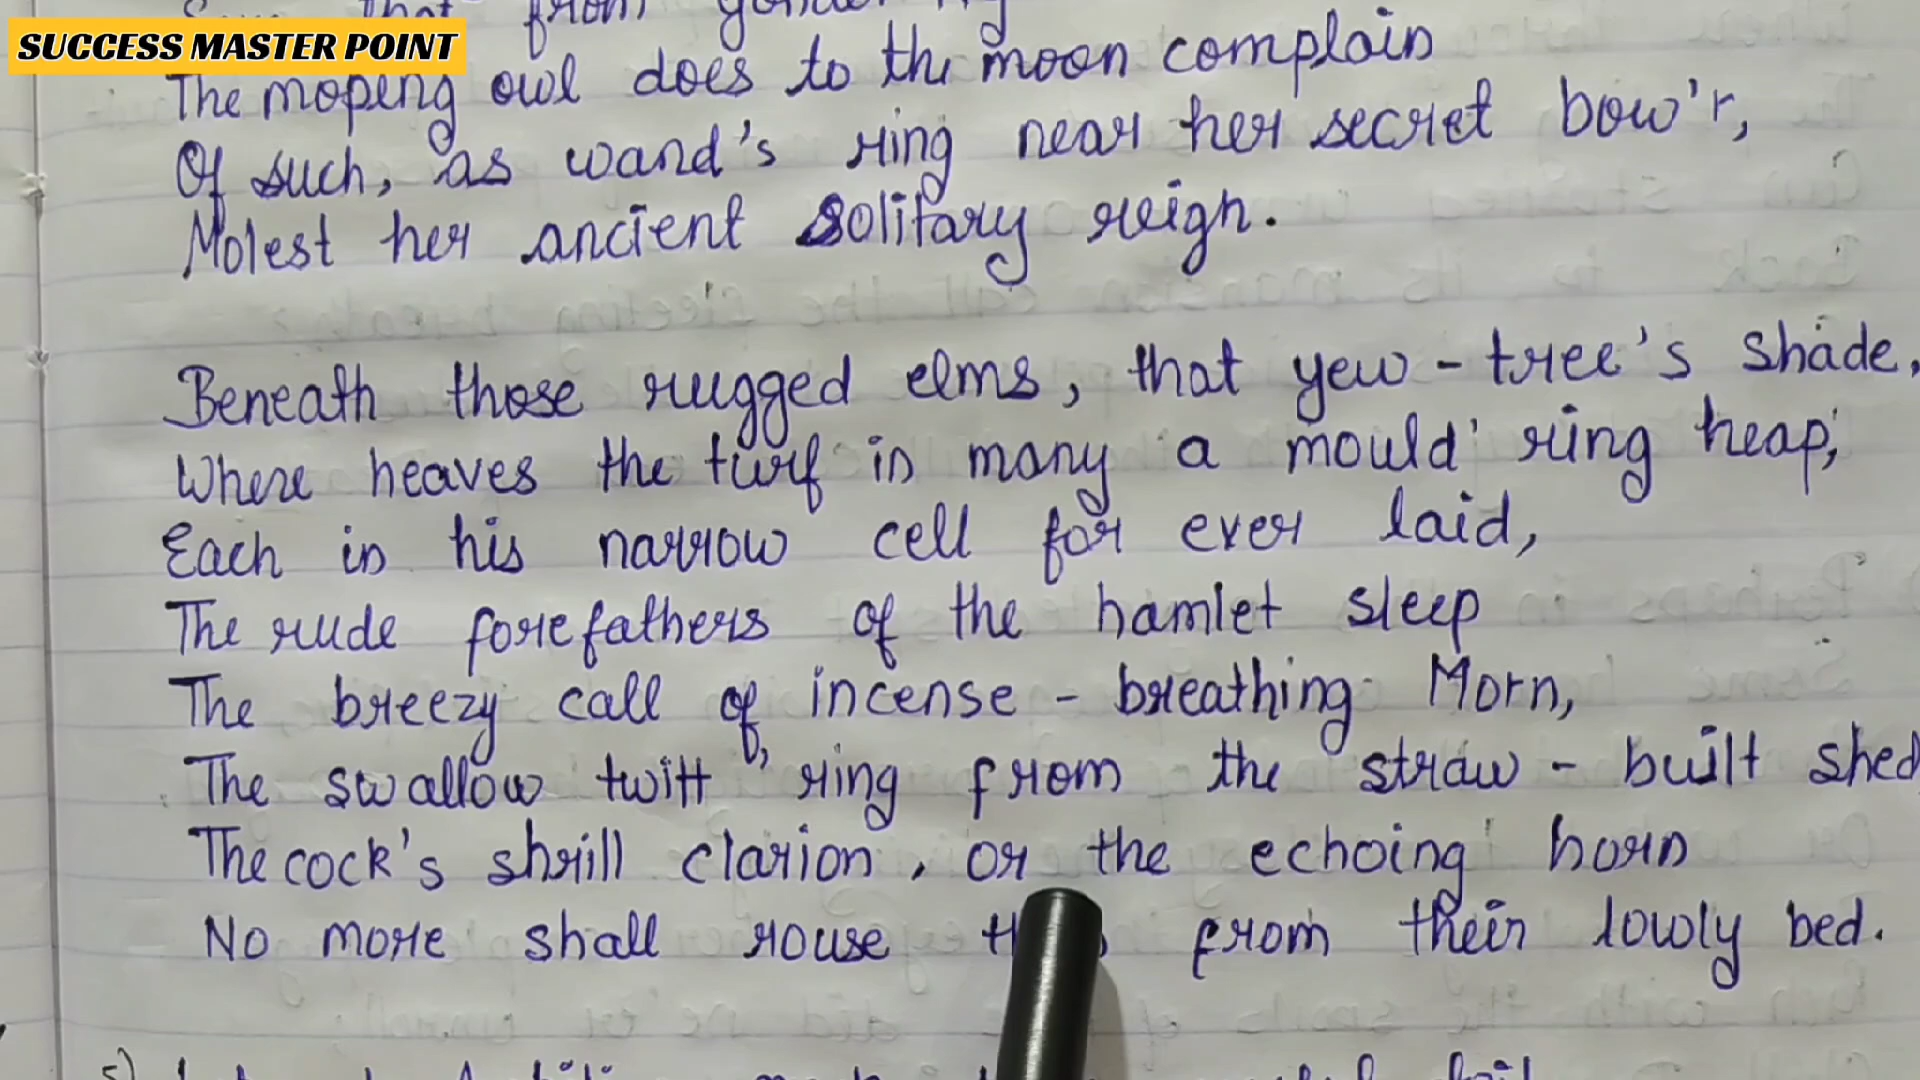 SUCCESS MASTER POINT
The moping owl does to the moon complain
Of such, as wand's ring near her secret bow'r,
Molest her ancient solitary reign.
Beneath those rugged elms, that yew - tree's shade,
Where heaves the turf in many a mould' ring heap,
Each in his narrow cell for ever laid,
The rude forefathers of the hamlet sleep
The breezy call of incense - breathing Morn,
The swallow twitt ' ring from the straw - built shed
The cock's shrill clarion, or the echoing horn
No more shall rouse from their lowly bed.
5)